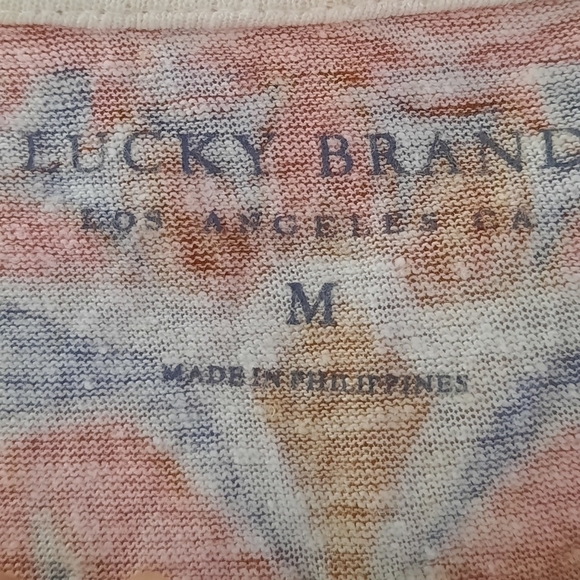 LUCKY BRAND
LOS ANGELES CA
M
MADE IN PHILIPPINES